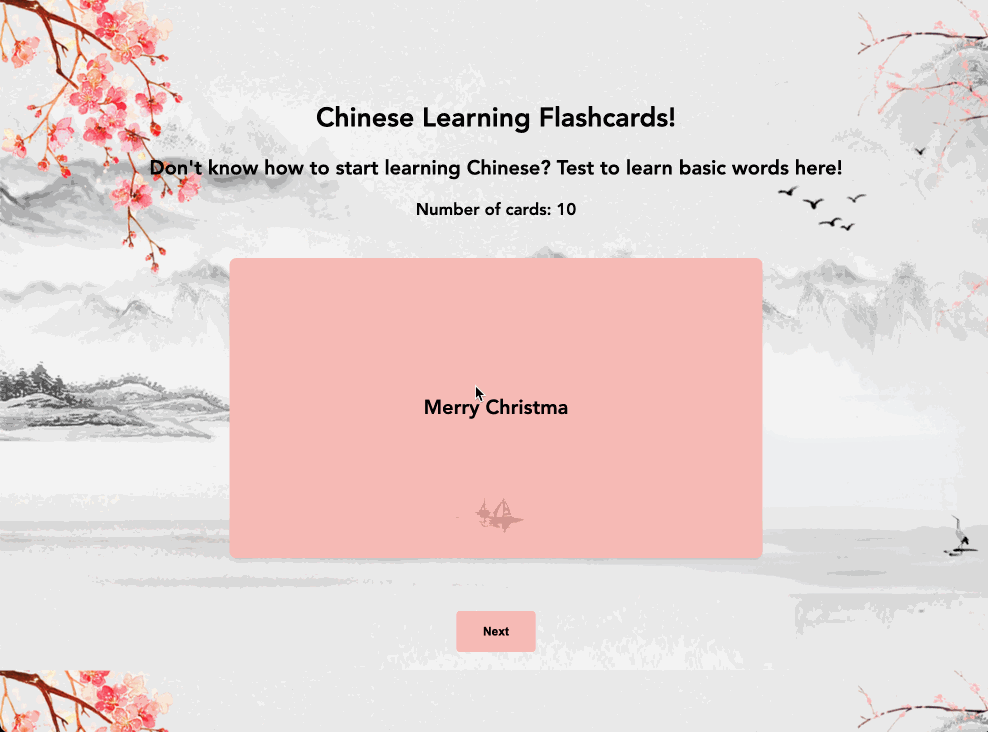 Chinese Learning Flashcards!
Don't know how to start learning Chinese? Test to learn basic words here!
Number of cards: 10
Merry Christma
Next